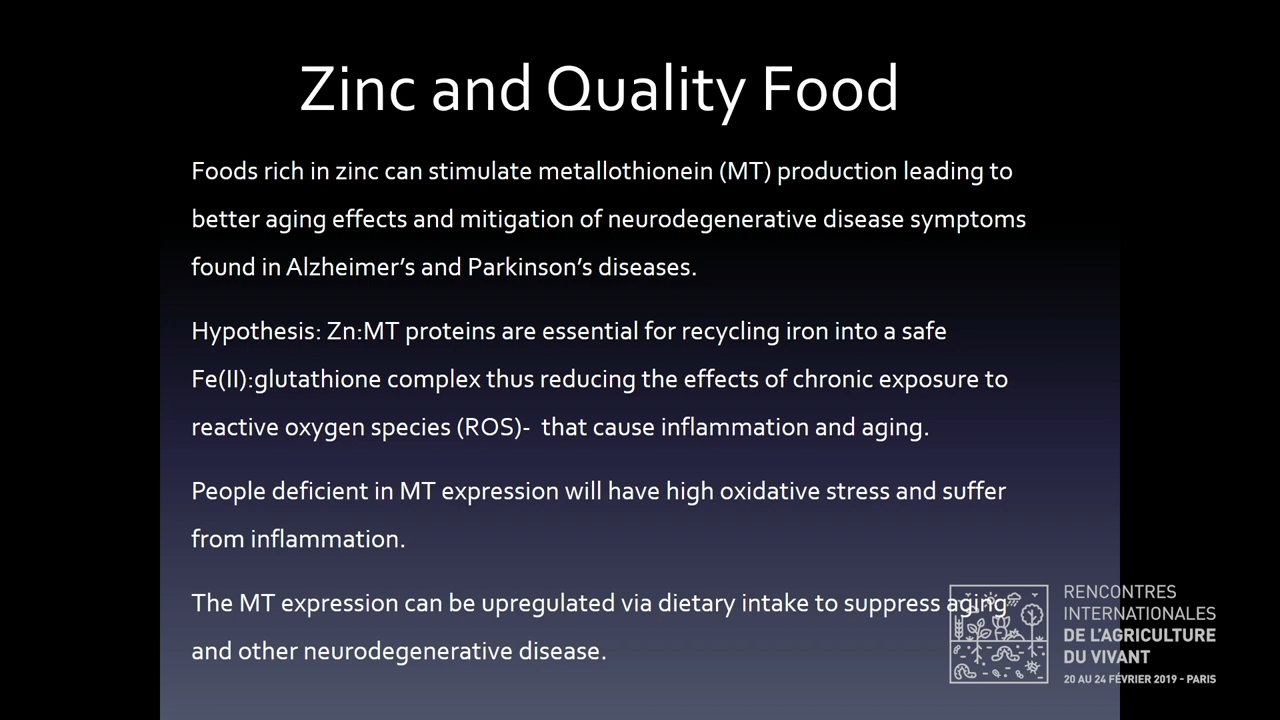 Zinc and Quality Food
Foods rich in zinc can stimulate metallothionein (MT) production leading to
better aging effects and mitigation of neurodegenerative disease symptoms
found in Alzheimer's and Parkinson's diseases.
Hypothesis: Zn:MT proteins are essential for recycling iron into a safe
Fe(II):glutathione complex thus reducing the effects of chronic exposure to
reactive oxygen species (ROS)-  that cause inflammation and aging.
People deficient in MT expression will have high oxidative stress and suffer
from inflammation.
The MT expression can be upregulated via dietary intake to suppress aging
and other neurodegenerative disease.
RENCONTRES
INTERNATIONALES
DE L'AGRICULTURE
DU VIVANT
20 AU 24 FÉVRIER 2019 - PARIS